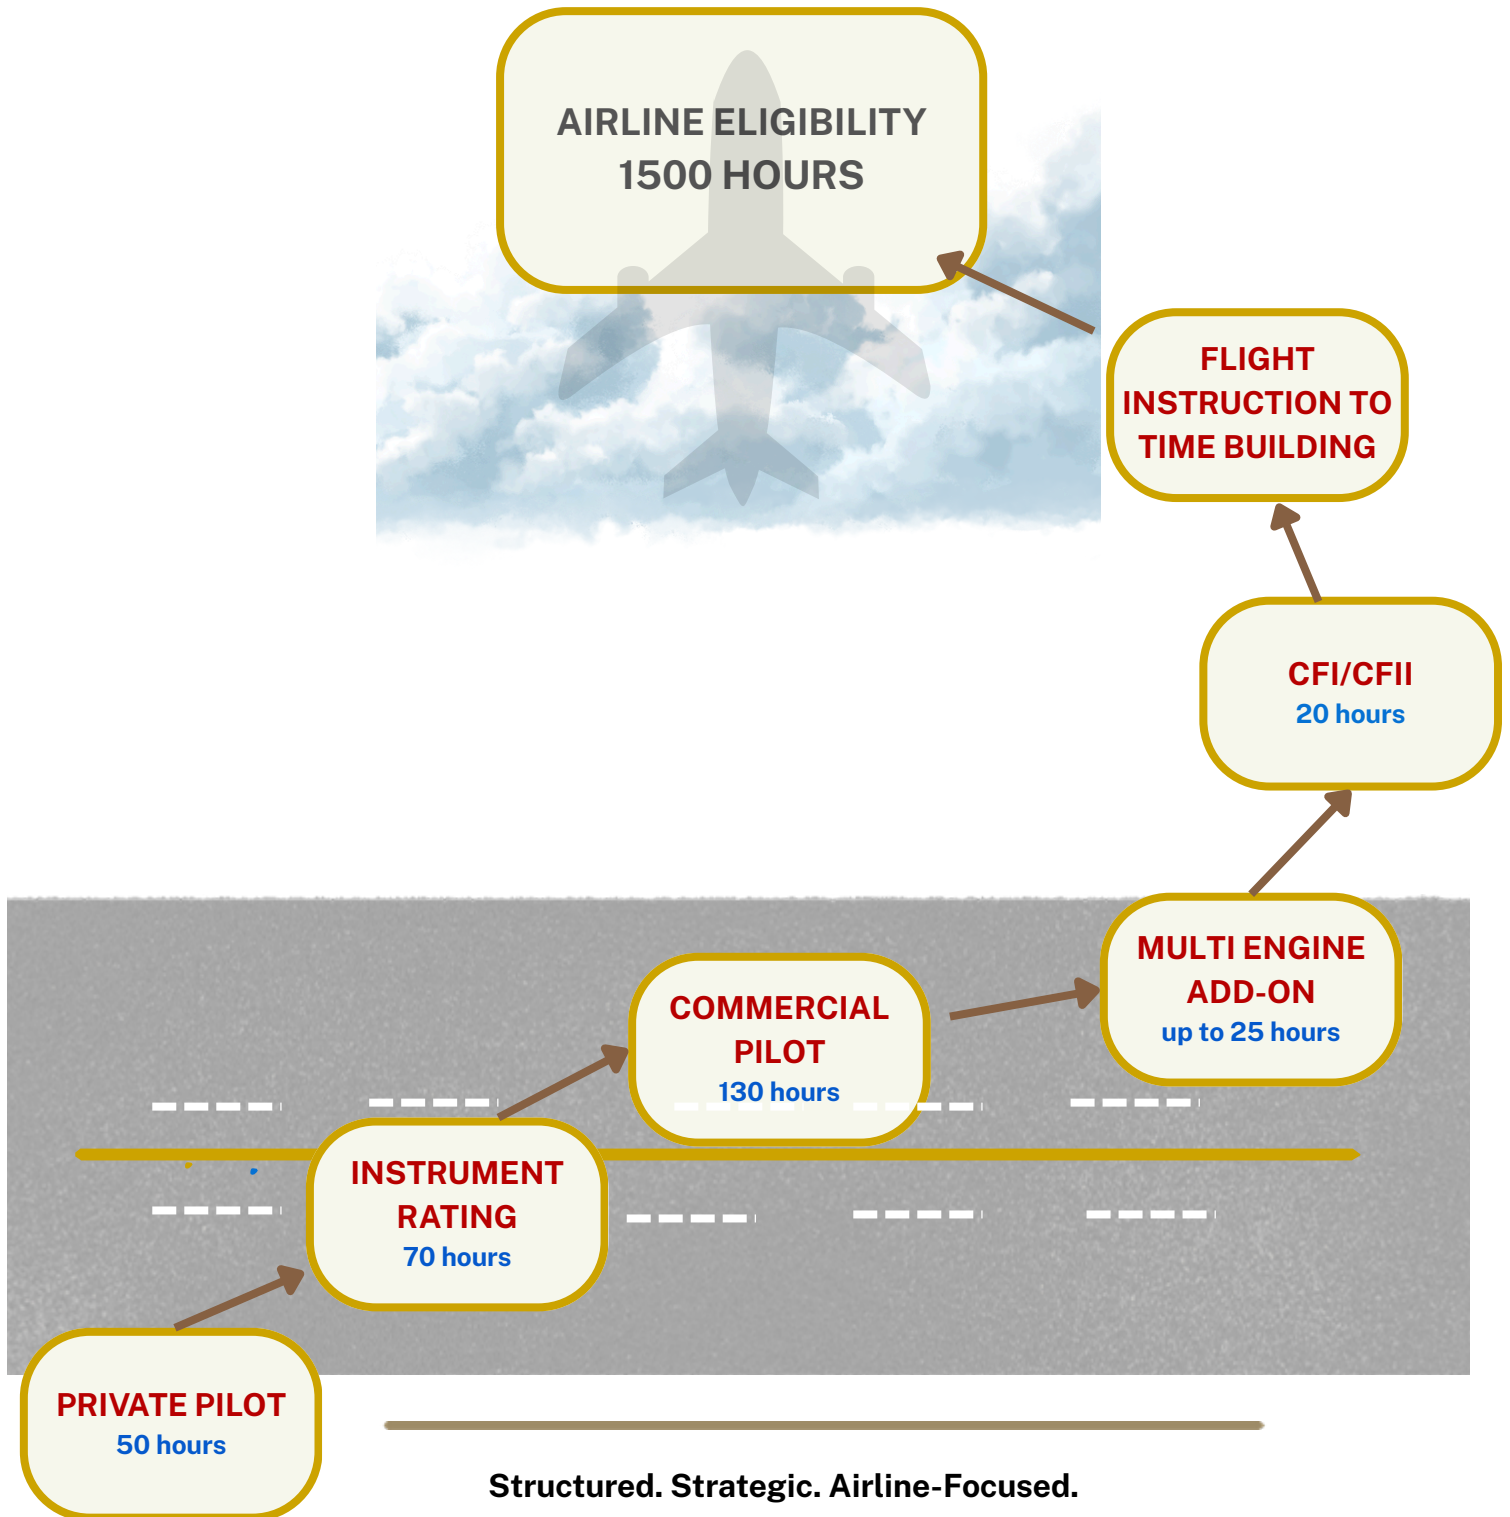 AIRLINE ELIGIBILITY
1500 HOURS
FLIGHT
INSTRUCTION TO
TIME BUILDING
CFI/CFII
20 hours
MULTI ENGINE
ADD-ON
up to 25 hours
COMMERCIAL
PILOT
130 hours
INSTRUMENT
RATING
70 hours
PRIVATE PILOT
50 hours
Structured. Strategic. Airline-Focused.